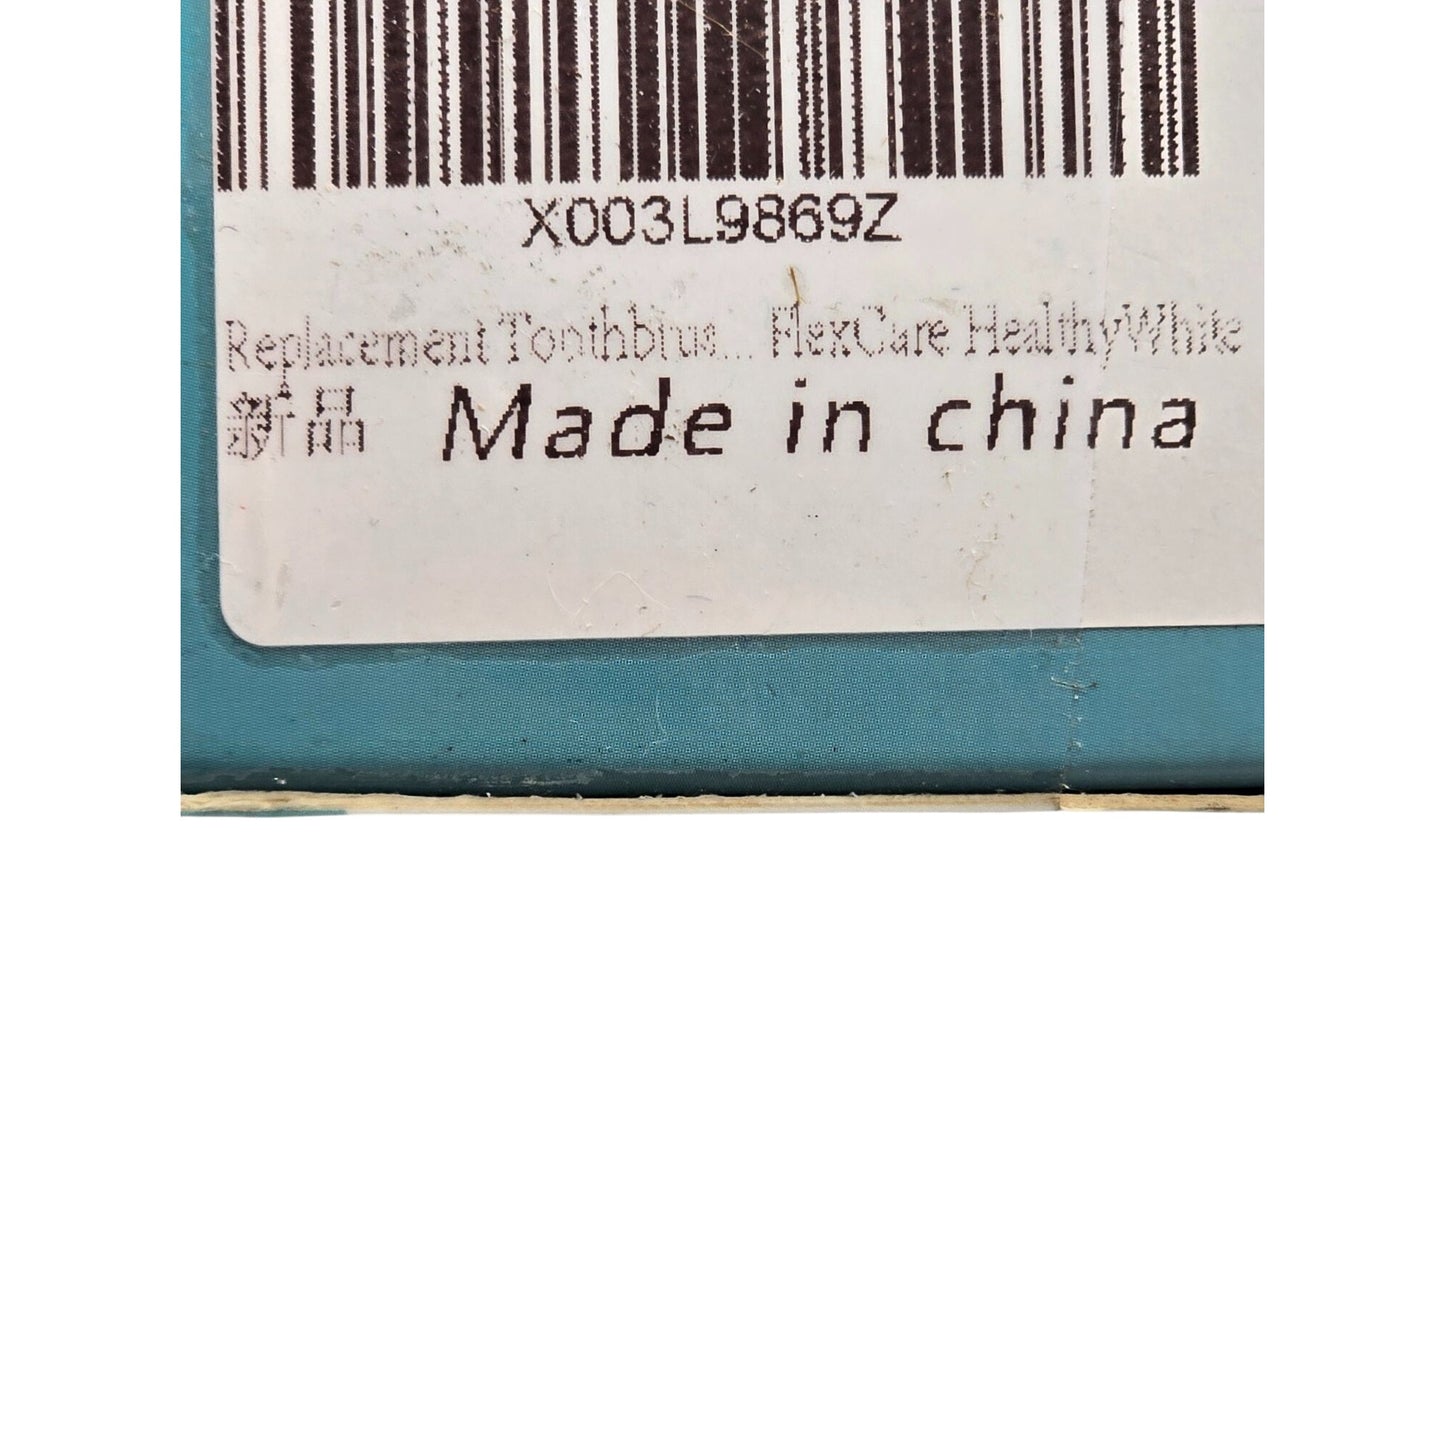 X003L9869Z
Replacement Toothbrus... FlexCare HealthyWhite
新品 Made in china